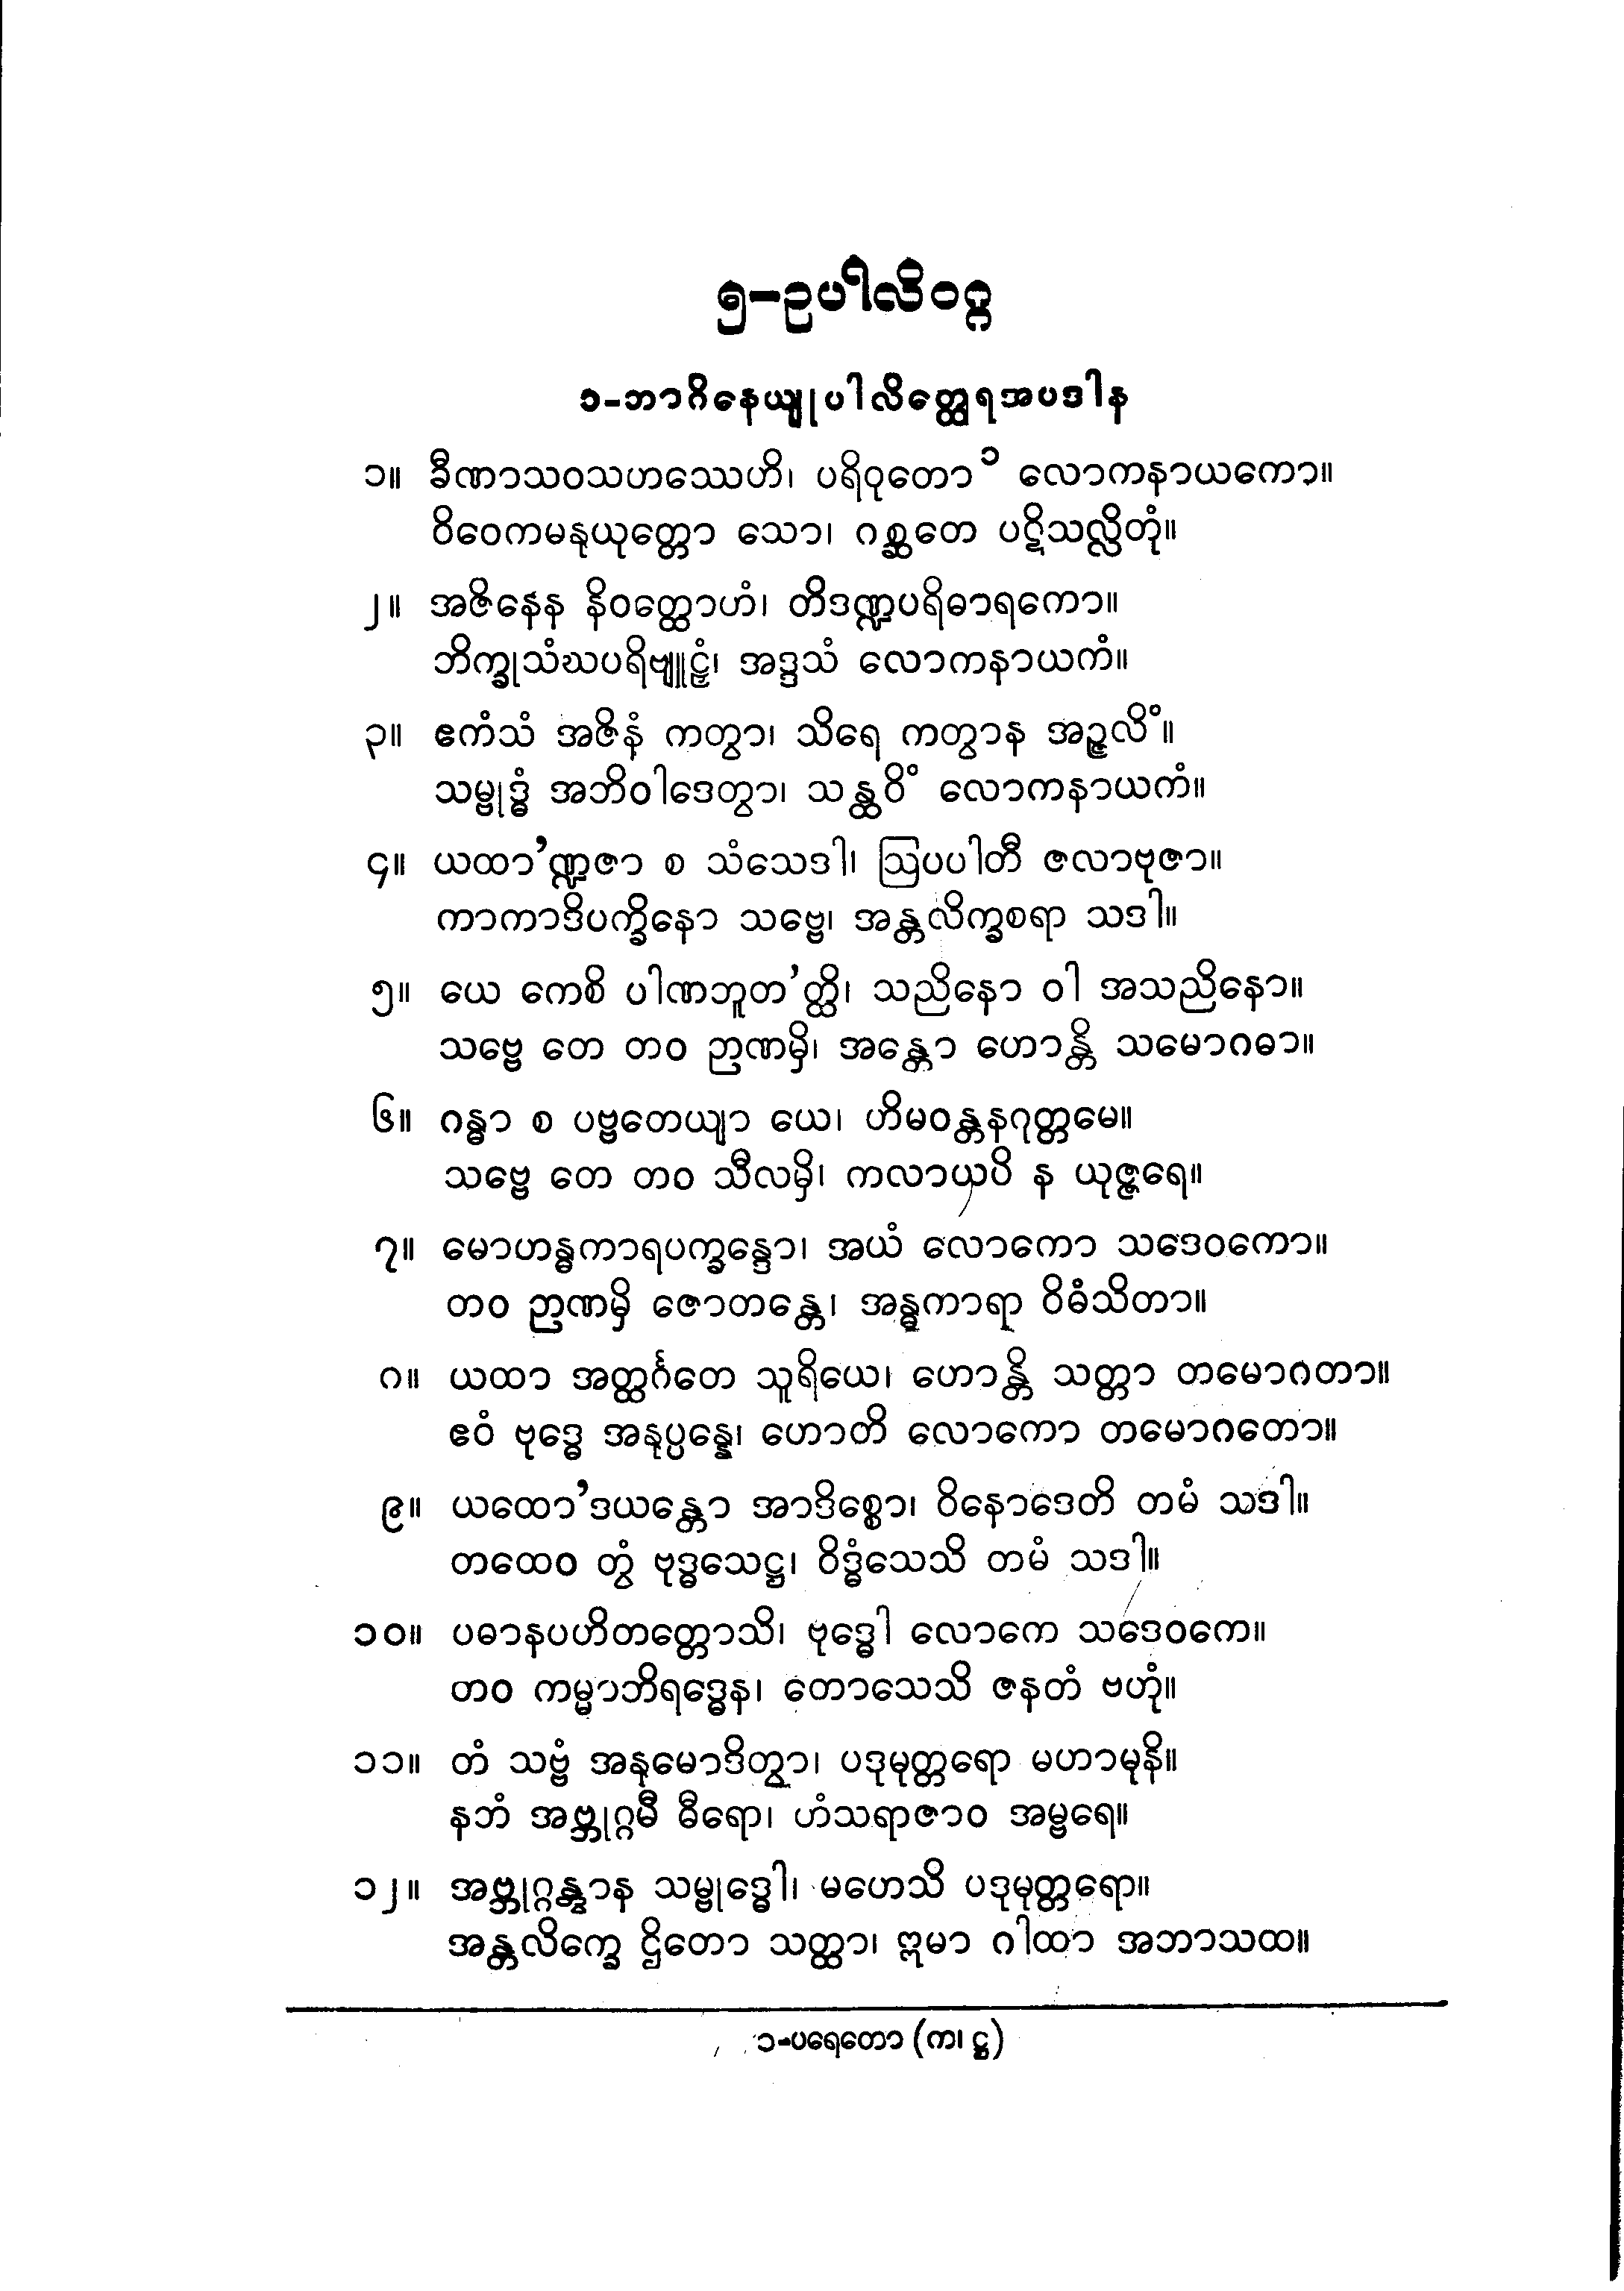 ၅-ဥပါလိဝဂ္ဂ
၁-ဘာဂိနေယျုပါလိတ္ထေရအပဒါန
၁။ ခီဏာသဝသဟဿေဟိ၊ ပရိဝုတော ၁ လောကနာယကော။
ဝိဝေကမနုယုတ္တော သော၊ ဂစ္ဆတေ ပဋိသလ္လိတုံ။
၂။ အဇိနေန နိဝတ္ထောဟံ၊ တိဒဏ္ဍပရိဓာရကော။
ဘိက္ခုသံဃပရိဗျူဠှံ၊ အဒ္ဒသံ လောကနာယကံ။
၃။ ဧကံသံ အဇိနံ ကတွာ၊ သိရေ ကတွာန အဉ္ဇလိံ။
သမ္ဗုဒ္ဓံ အဘိဝါဒေတွာ၊ သန္ထဝိံ လောကနာယကံ။
၄။ ယထာ’ဏ္ဍဇာ စ သံသေဒါ၊ ဩပပါတီ ဇလာဗုဇာ။
ကာကာဒိပက္ခိနော သဗ္ဗေ၊ အန္တလိက္ခစရာ သဒါ။
၅။ ယေ ကေစိ ပါဏဘူတ’တ္ထိ၊ သညိနော ဝါ အသညိနော။
သဗ္ဗေ တေ တဝ ဉာဏမှိ၊ အန္တော ဟောန္တိ သမောဂဓာ။
၆။ ဂန္ဓာ စ ပဗ္ဗတေယျာ ယေ၊ ဟိမဝန္တနဂုတ္တမေ။
သဗ္ဗေ တေ တဝ သီလမှိ၊ ကလာယပိ န ယုဇ္ဇရေ။
၇။ မောဟန္ဓကာရပက္ခန္ဒော၊ အယံ လောကော သဒေဝကော။
တဝ ဉာဏမှိ ဇောတန္တေ၊ အန္ဓကာရာ ဝိဓံသိတာ။
၈။ ယထာ အတ္ထင်္ဂတေ သူရိယေ၊ ဟောန္တိ သတ္တာ တမောဂတာ။
ဧဝံ ဗုဒ္ဓေ အနုပ္ပန္နေ၊ ဟောတိ လောကော တမောဂတော။
၉။ ယထော’ဒယန္တော အာဒိစ္စော၊ ဝိနောဒေတိ တမံ သဒါ။
တထေဝ တွံ ဗုဒ္ဓသေဋ္ဌ၊ ဝိဒ္ဓံသေသိ တမံ သဒါ။
၁၀။ ပဓာနပဟိတတ္တောသိ၊ ဗုဒ္ဓေါ လောကေ သဒေဝကေ။
တဝ ကမ္မာဘိရဒ္ဓေန၊ တောသေသိ ဇနတံ ဗဟုံ။
၁၁။ တံ သဗ္ဗံ အနုမောဒိတွာ၊ ပဒုမုတ္တရော မဟာမုနိ။
နဘံ အဗ္ဘုဂ္ဂမီ ဓီရော၊ ဟံသရာဇာဝ အမ္ဗရေ။
၁၂။ အဗ္ဘုဂ္ဂန္တွာန သမ္ဗုဒ္ဓေါ၊ မဟေသိ ပဒုမုတ္တရော။
အန္တလိက္ခေ ဌိတော သတ္ထာ၊ ဣမာ ဂါထာ အဘာသထ။
၁-ပရေတော (က၊ ဋ္ဌ)